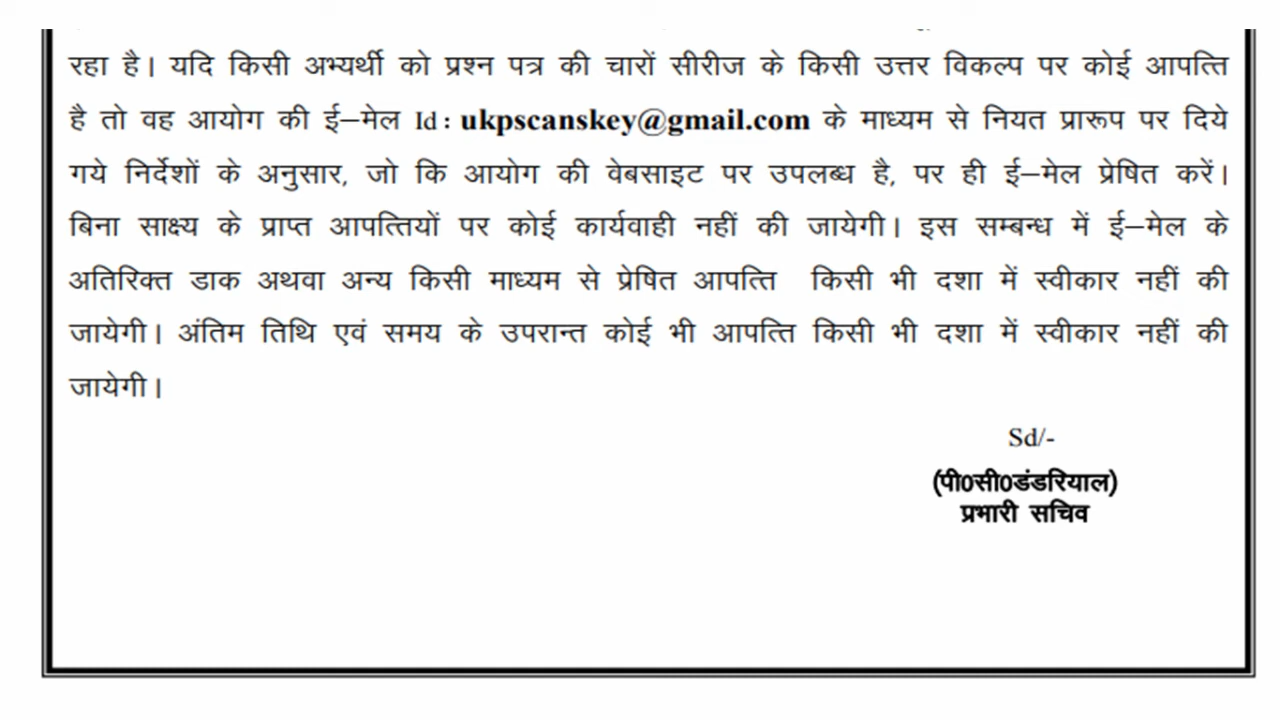 रहा है। यदि किसी अभ्यर्थी को प्रश्न पत्र की चारों सीरीज के किसी उत्तर विकल्प पर कोई आपत्ति
है तो वह आयोग की ई–मेल Id : ukpscanskey@gmail.com के माध्यम से नियत प्रारूप पर दिये
गये निर्देशों के अनुसार, जो कि आयोग की वेबसाइट पर उपलब्ध है, पर ही ई–मेल प्रेषित करें।
बिना साक्ष्य के प्राप्त आपत्तियों पर कोई कार्यवाही नहीं की जायेगी। इस सम्बन्ध में ई–मेल के
अतिरिक्त डाक अथवा अन्य किसी माध्यम से प्रेषित आपत्ति किसी भी दशा में स्वीकार नहीं की
जायेगी। अंतिम तिथि एवं समय के उपरान्त कोई भी आपत्ति किसी भी दशा में स्वीकार नहीं की
जायेगी।
Sd/-
(पी0सी0डंडरियाल)
प्रभारी सचिव